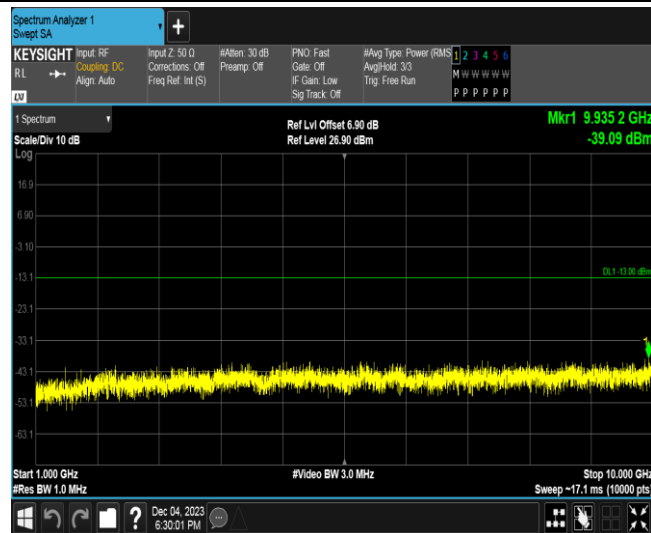 Spectrum Analyzer 1
Swept SA
+
KEYSIGHT
RL
LXI
Input: RF
Coupling: DC
Align: Auto
Input Z: 50 Ω
Corrections: Off
Freq Ref: Int (S)
#Atten: 30 dB
Preamp: Off
PNO: Fast
Gate: Off
IF Gain: Low
Sig Track: Off
#Avg Type: Power (RMS
Avg|Hold: 3/3
Trig: Free Run
1 2 3 4 5 6
M W W W W W
P P P P P P
1 Spectrum
Scale/Div 10 dB
Log
Ref Lvl Offset 6.90 dB
Ref Level 26.90 dBm
Mkr1 9.935 2 GHz
-39.09 dBm
16.9
6.90
-3.10
-13.1
DL1 -13.00 dBm
-23.1
-33.1
1
-43.1
-53.1
-63.1
Start 1.000 GHz
#Video BW 3.0 MHz
Stop 10.000 GHz
#Res BW 1.0 MHz
Sweep ~17.1 ms (10000 pts)
?
Dec 04, 2023
6:30:01 PM